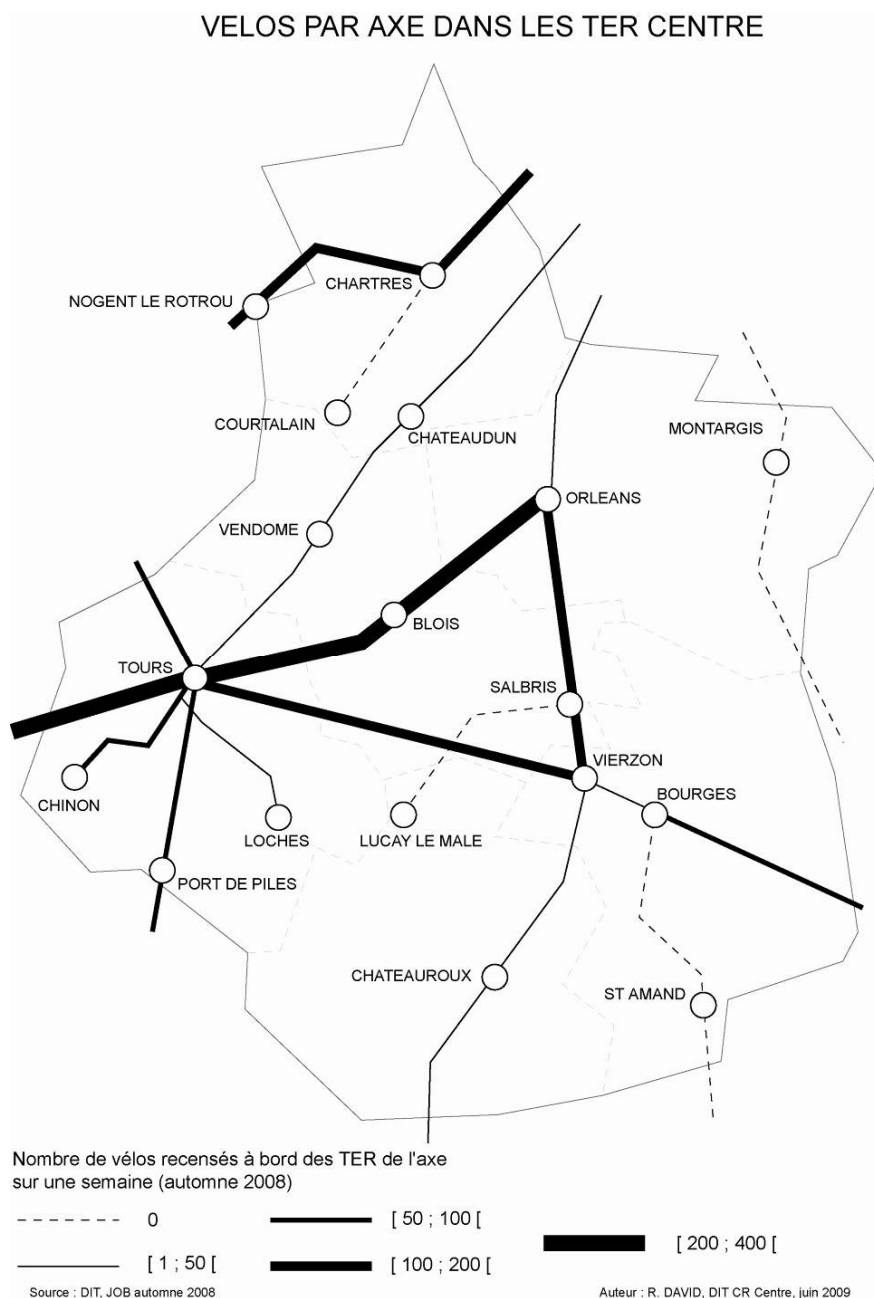 VELOS PAR AXE DANS LES TER CENTRE
CHARTRES
NOGENT LE ROTROU
COURTALAIN
CHATEAUDUN
MONTARGIS
ORLEANS
VENDOME
BLOIS
TOURS
SALBRIS
VIERZON
BOURGES
CHINON
LOCHES
LUCAY LE MALE
PORT DE PILES
CHATEAUROUX
ST AMAND
Nombre de vélos recensés à bord des TER de l'axe
sur une semaine (automne 2008)
0
[ 50 ; 100 [
[ 200 ; 400 [
[ 1 ; 50 [
[ 100 ; 200 [
Source : DIT, JOB automne 2008
Auteur : R. DAVID, DIT CR Centre, juin 2009